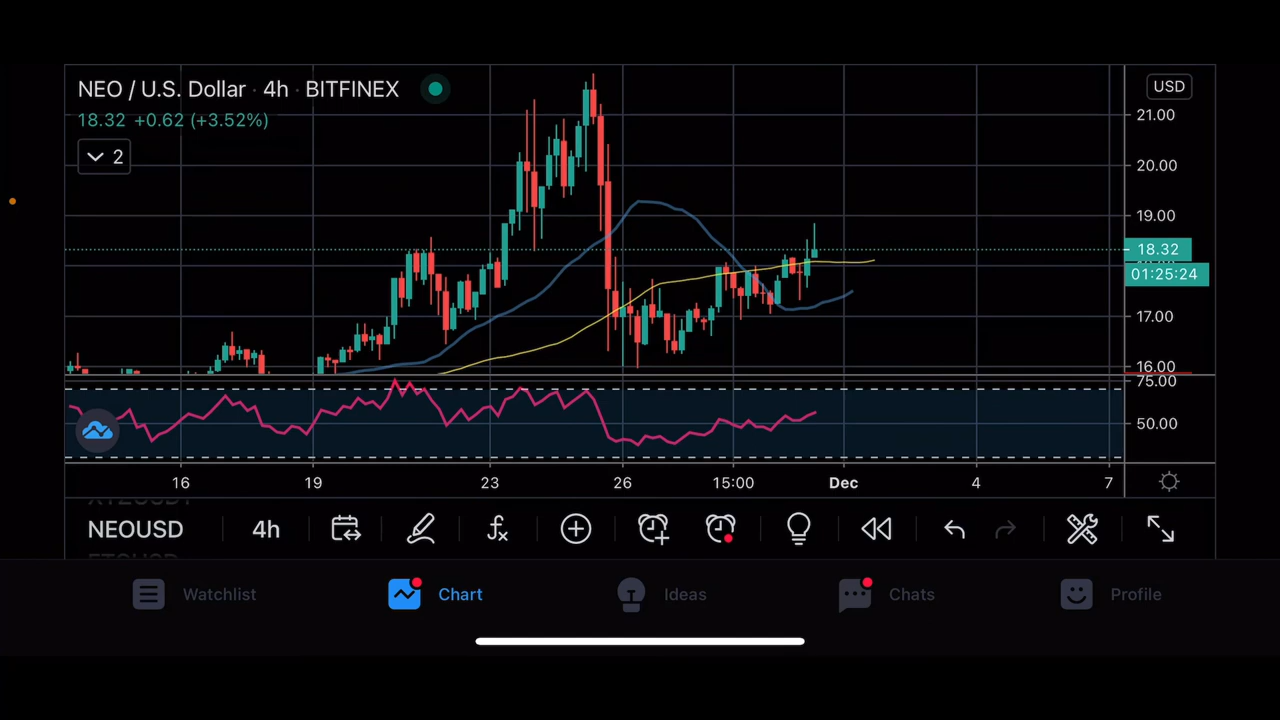 NEO / U.S. Dollar · 4h · BITFINEX
USD
18.32 +0.62 (+3.52%)
2
21.00
20.00
19.00
18.32
01:25:24
17.00
16.00
75.00
50.00
16 19 23 26 15:00 Dec 4 7
NEOUSD 4h fx
Watchlist Chart Ideas Chats Profile